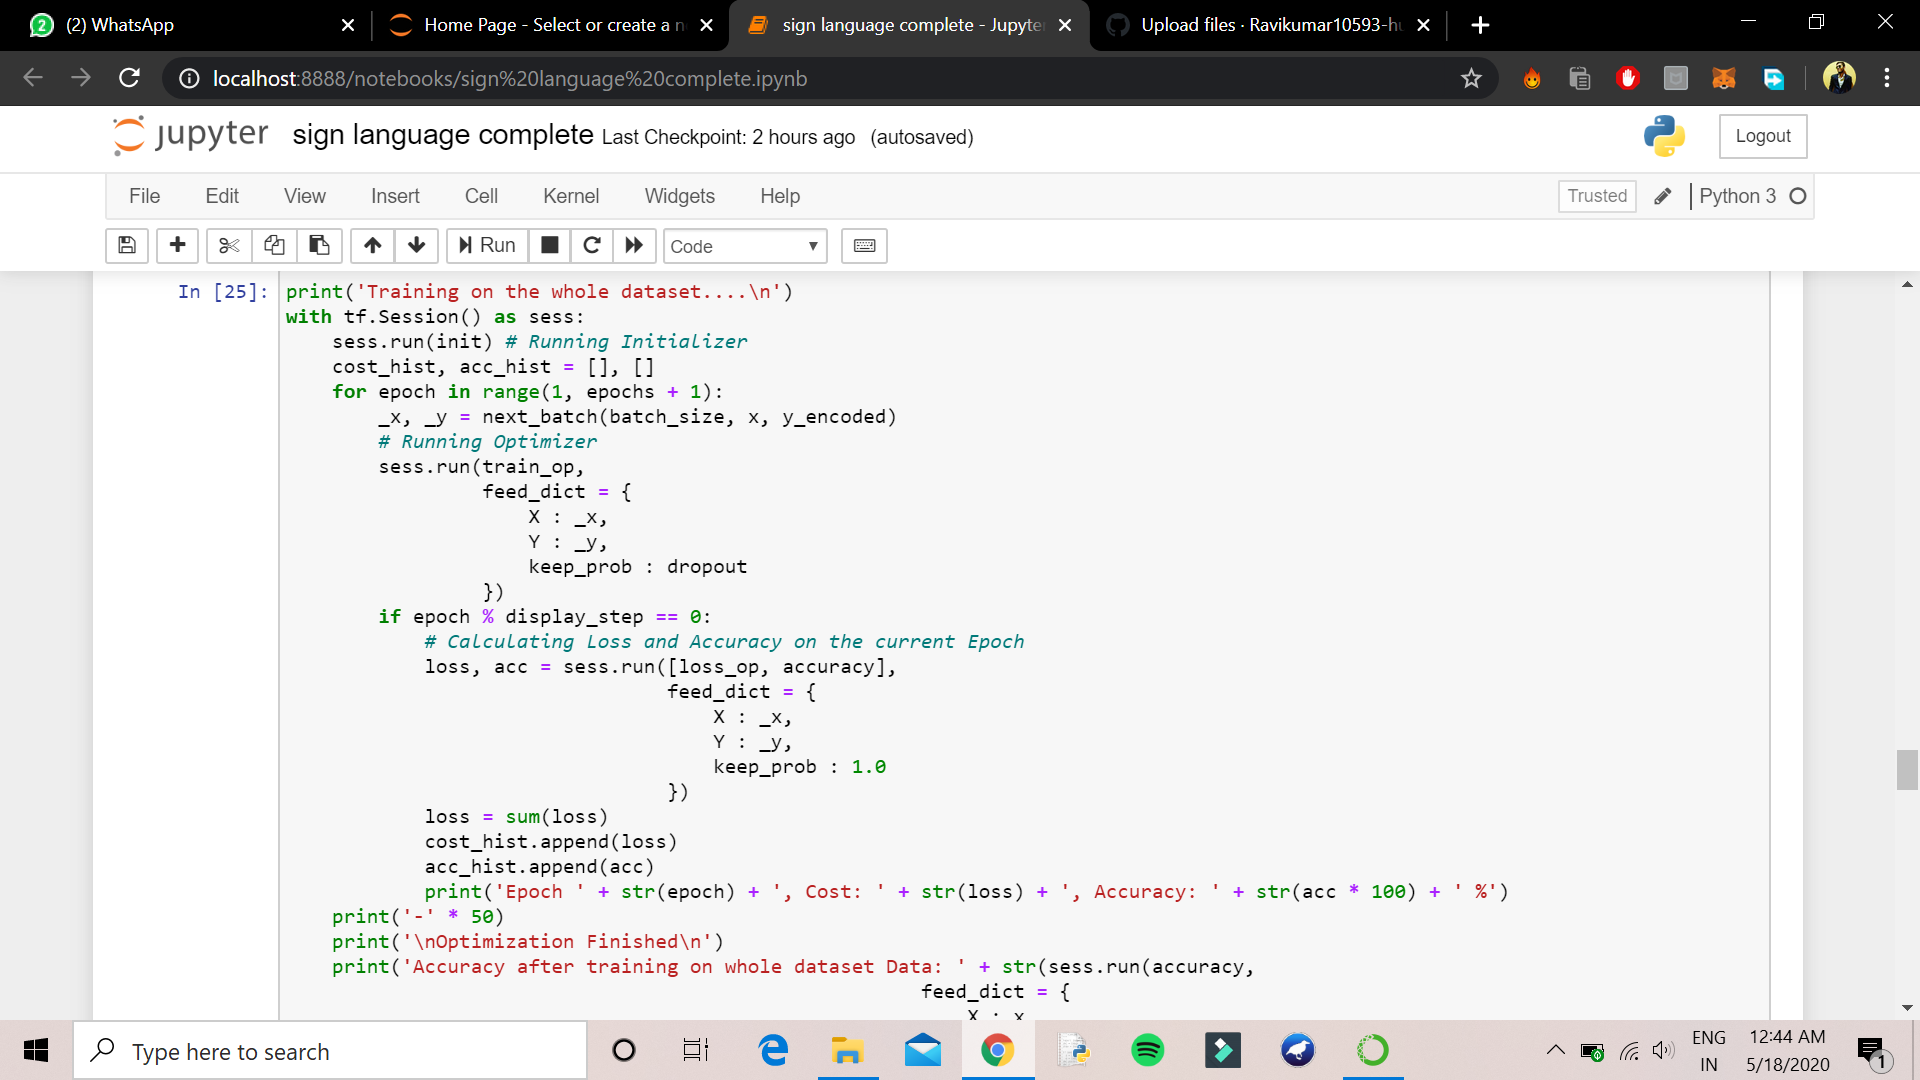 (2) WhatsApp
Home Page - Select or create a n
sign language complete - Jupyter
Upload files · Ravikumar10593-hu
localhost:8888/notebooks/sign%20language%20complete.ipynb
jupyter sign language complete Last Checkpoint: 2 hours ago (autosaved)
Logout
File Edit View Insert Cell Kernel Widgets Help
Trusted
Python 3
Run
Code
In [25]: print('Training on the whole dataset....\n')
with tf.Session() as sess:
    sess.run(init) # Running Initializer
    cost_hist, acc_hist = [], []
    for epoch in range(1, epochs + 1):
        _x, _y = next_batch(batch_size, x, y_encoded)
        # Running Optimizer
        sess.run(train_op,
                 feed_dict = {
                     X : _x,
                     Y : _y,
                     keep_prob : dropout
                 })
        if epoch % display_step == 0:
            # Calculating Loss and Accuracy on the current Epoch
            loss, acc = sess.run([loss_op, accuracy],
                                 feed_dict = {
                                     X : _x,
                                     Y : _y,
                                     keep_prob : 1.0
                                 })
            loss = sum(loss)
            cost_hist.append(loss)
            acc_hist.append(acc)
            print('Epoch ' + str(epoch) + ', Cost: ' + str(loss) + ', Accuracy: ' + str(acc * 100) + ' %')
    print('-' * 50)
    print('\nOptimization Finished\n')
    print('Accuracy after training on whole dataset Data: ' + str(sess.run(accuracy,
                                                       feed_dict = {
                                                           X : x
Type here to search
ENG
IN
12:44 AM
5/18/2020
1